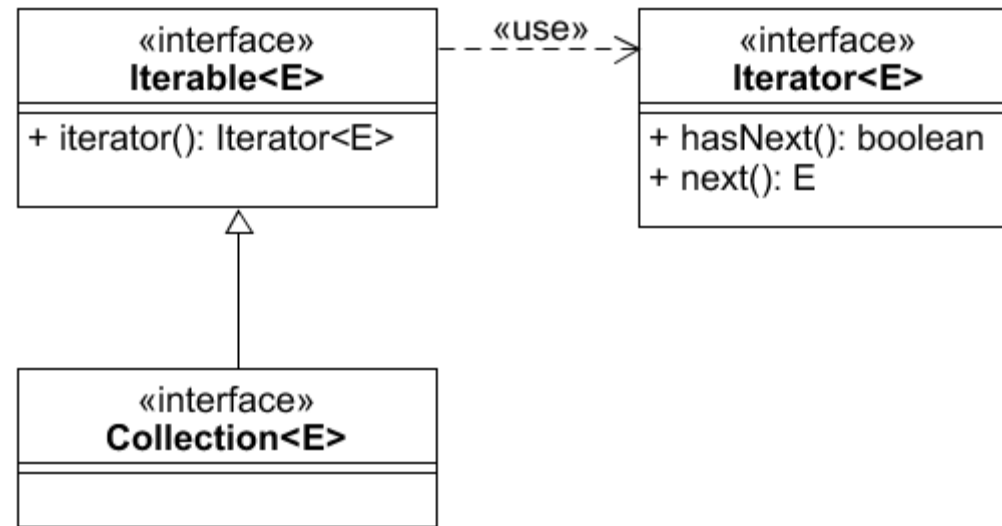 «interface»
Iterable<E>
+ iterator(): Iterator<E>
«use»
«interface»
Iterator<E>
+ hasNext(): boolean
+ next(): E
«interface»
Collection<E>